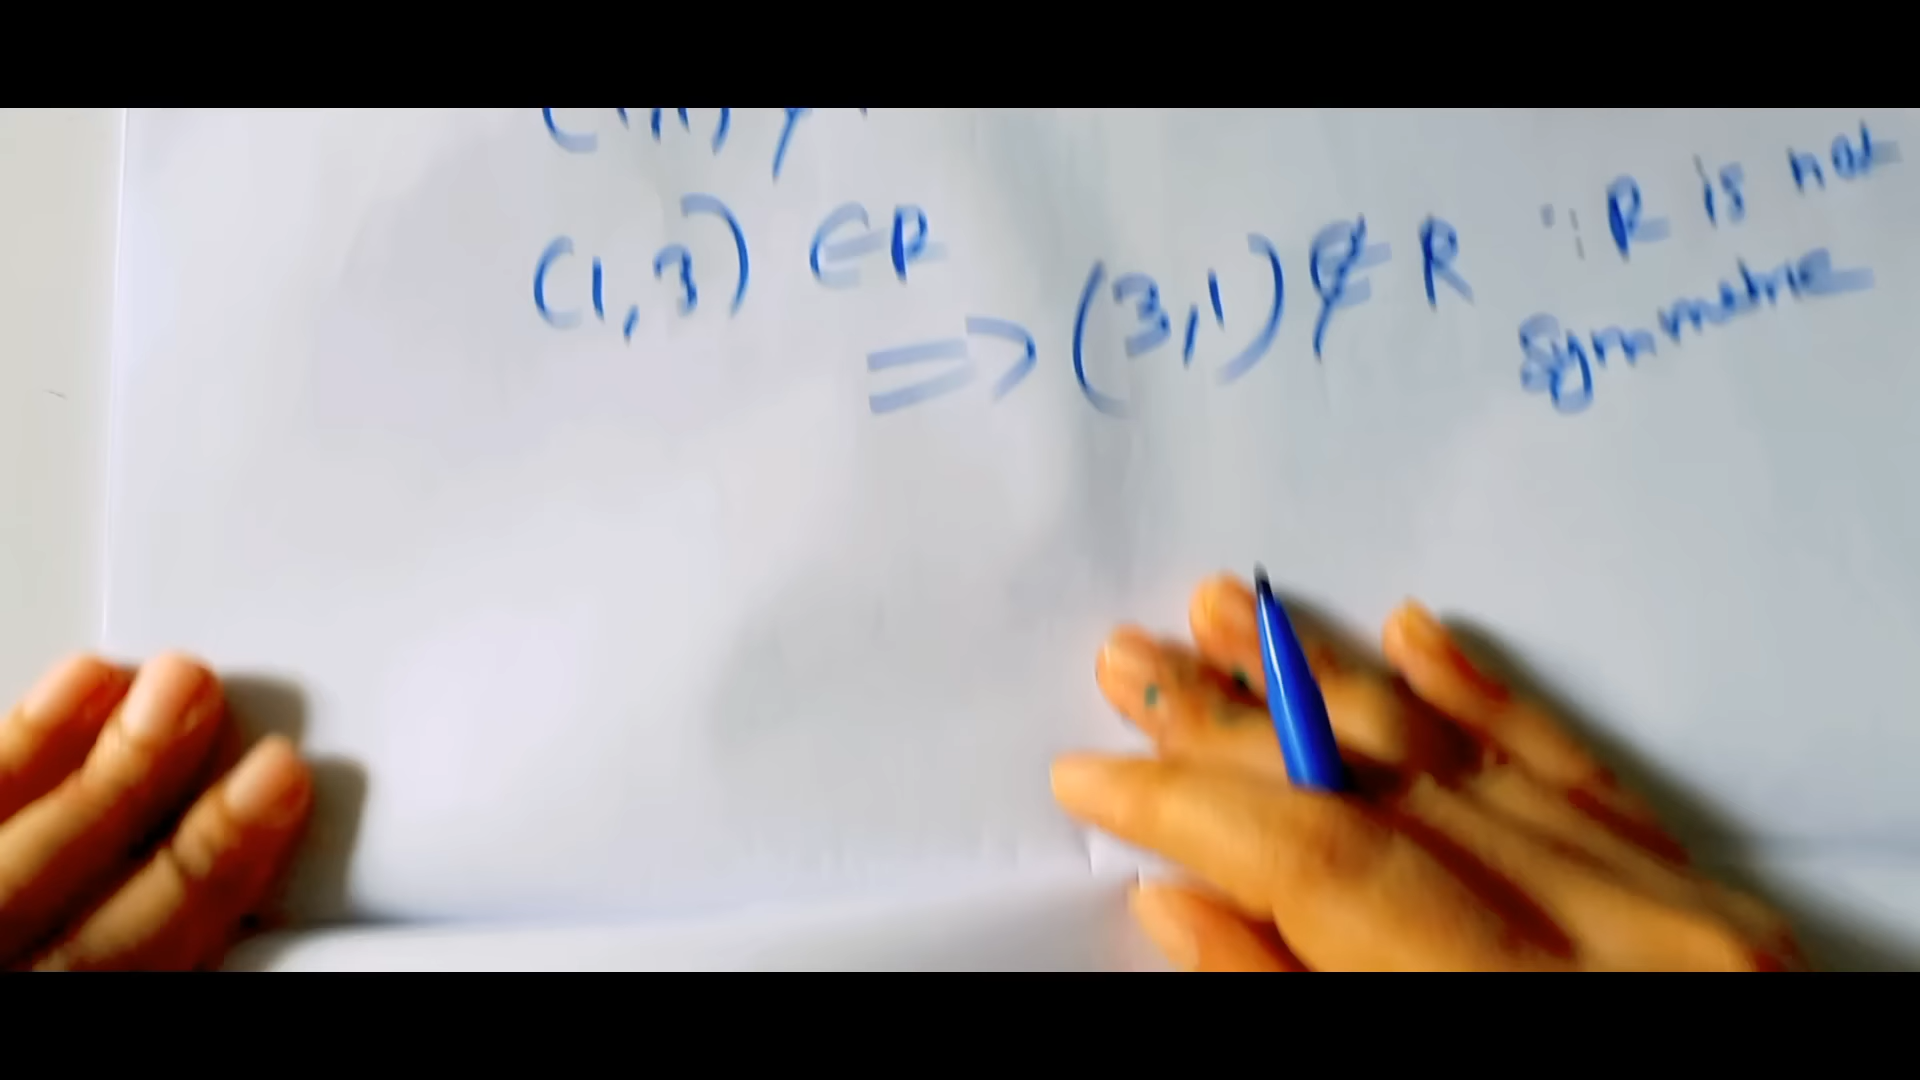 (1,3) ∈ R
⇒ (3,1) ∉ R ∴ R is not
Symmetric